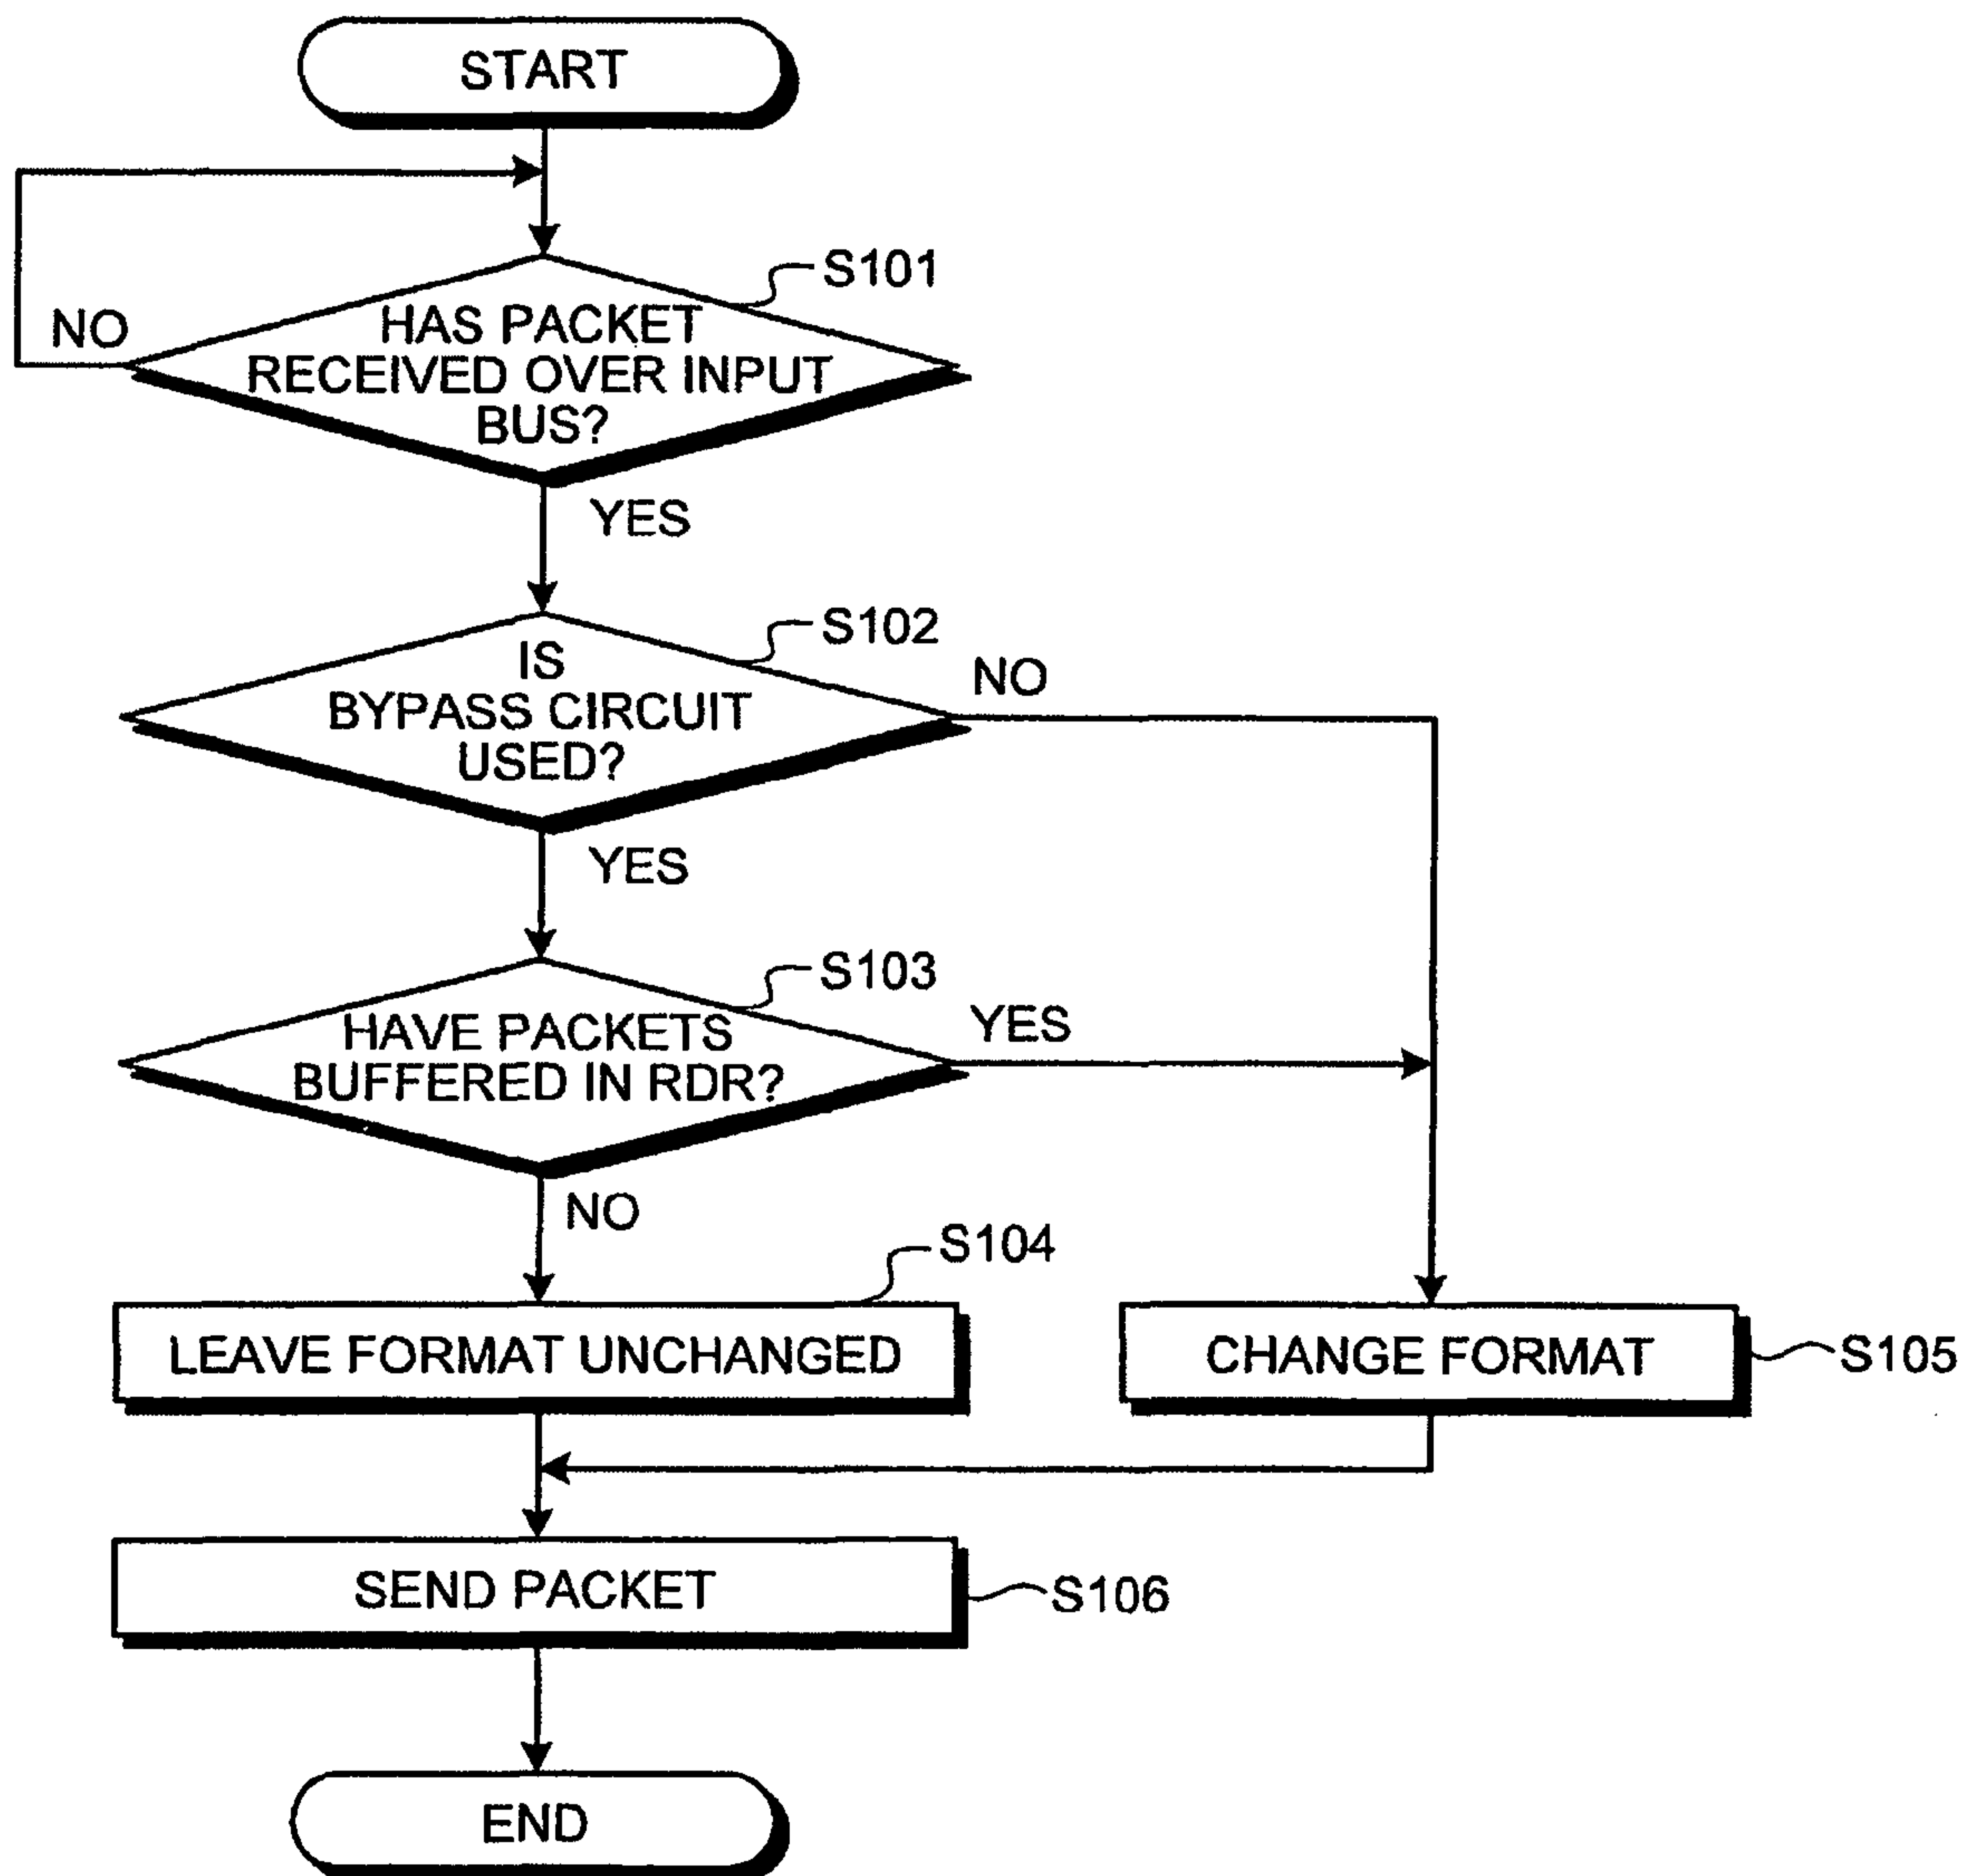 START
S101
NO
HAS PACKET
RECEIVED OVER INPUT
BUS?
YES
S102
IS
BYPASS CIRCUIT
USED?
NO
YES
S103
HAVE PACKETS
BUFFERED IN RDR?
YES
NO
S104
LEAVE FORMAT UNCHANGED
CHANGE FORMAT
S105
SEND PACKET
S106
END